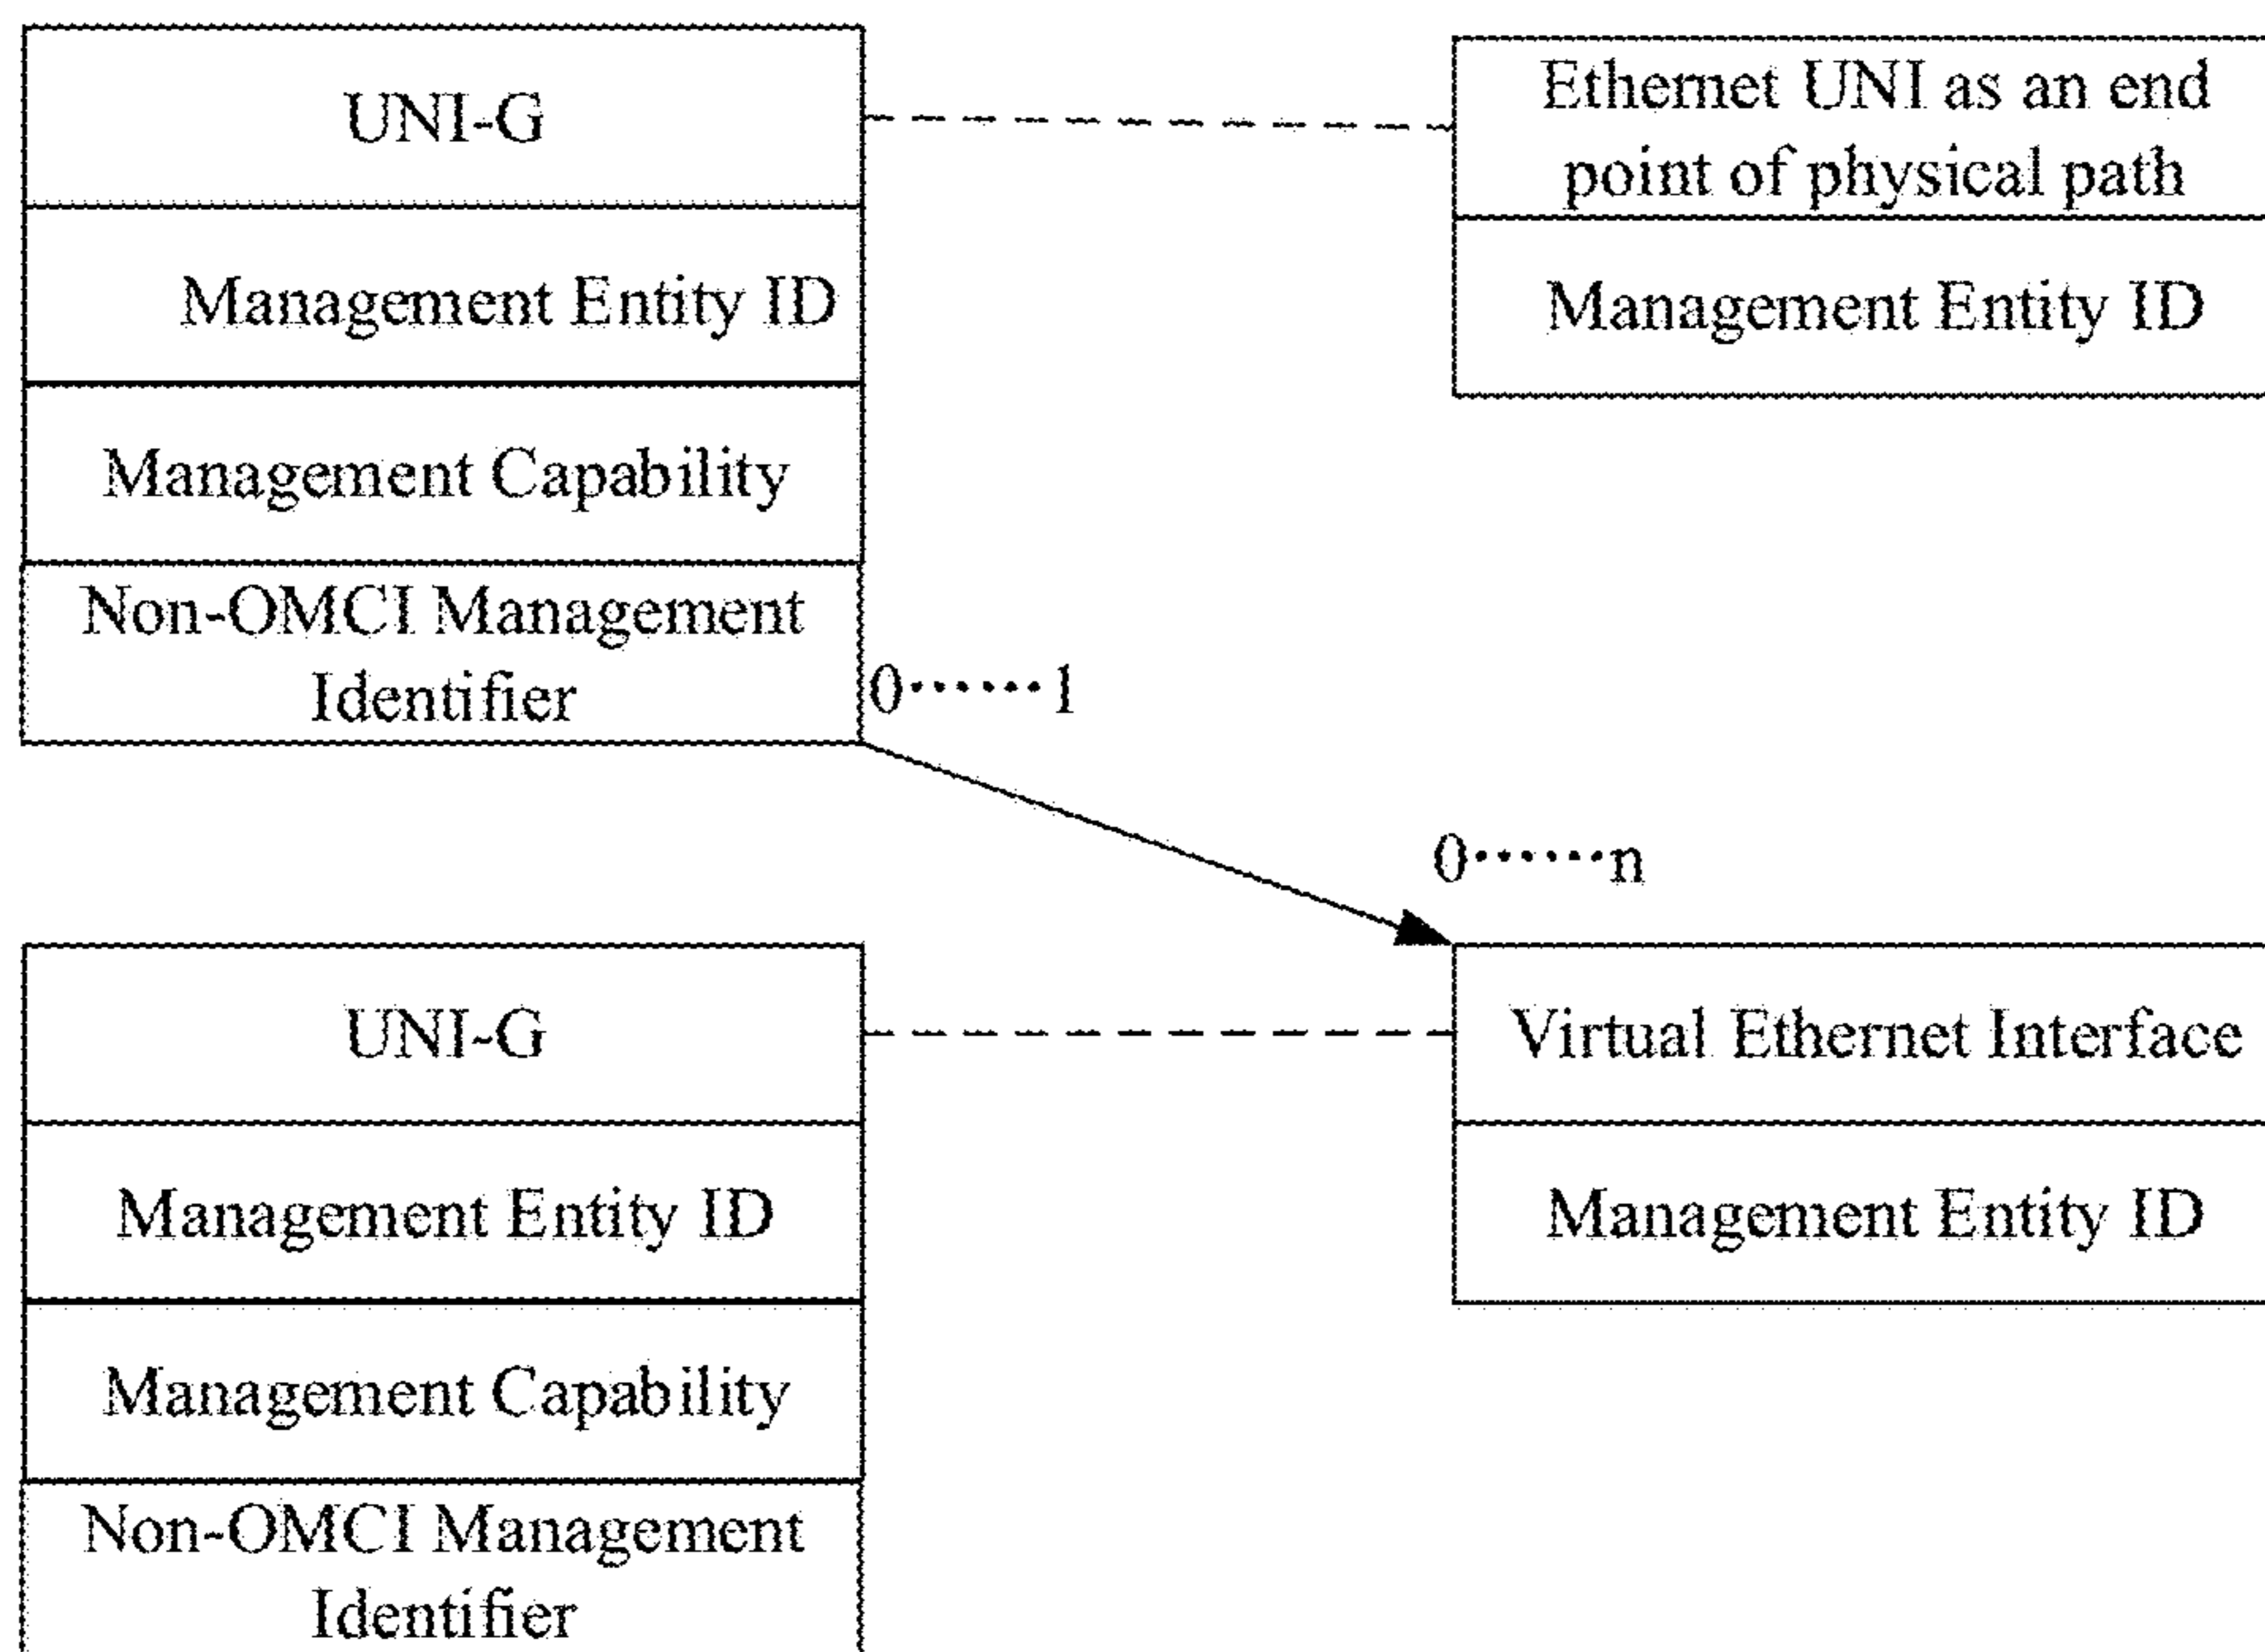 UNI-G
Management Entity ID
Management Capability
Non-OMCI Management
Identifier
Ethernet UNI as an end
point of physical path
Management Entity ID
0······1
0······n
UNI-G
Management Entity ID
Management Capability
Non-OMCI Management
Identifier
Virtual Ethernet Interface
Management Entity ID